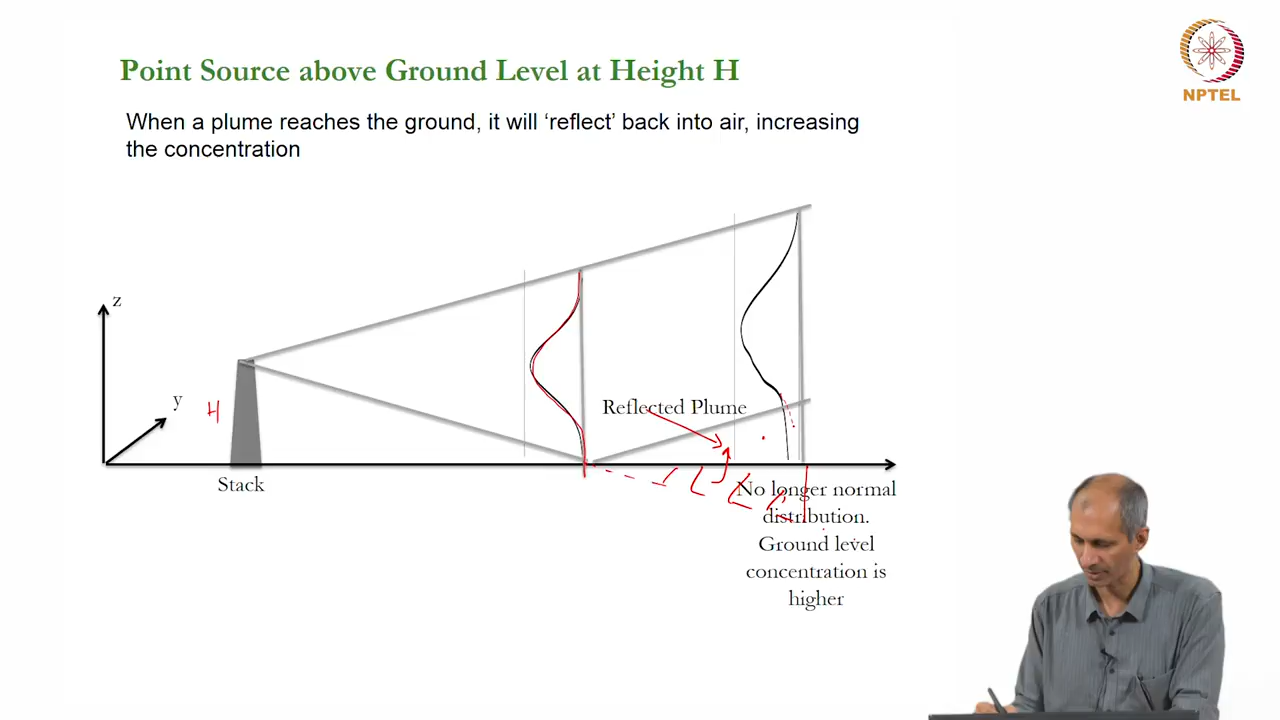 Point Source above Ground Level at Height H
NPTEL
When a plume reaches the ground, it will ‘reflect’ back into air, increasing
the concentration
z
y
H
Reflected Plume
Stack
No longer normal
distribution.
Ground level
concentration is
higher